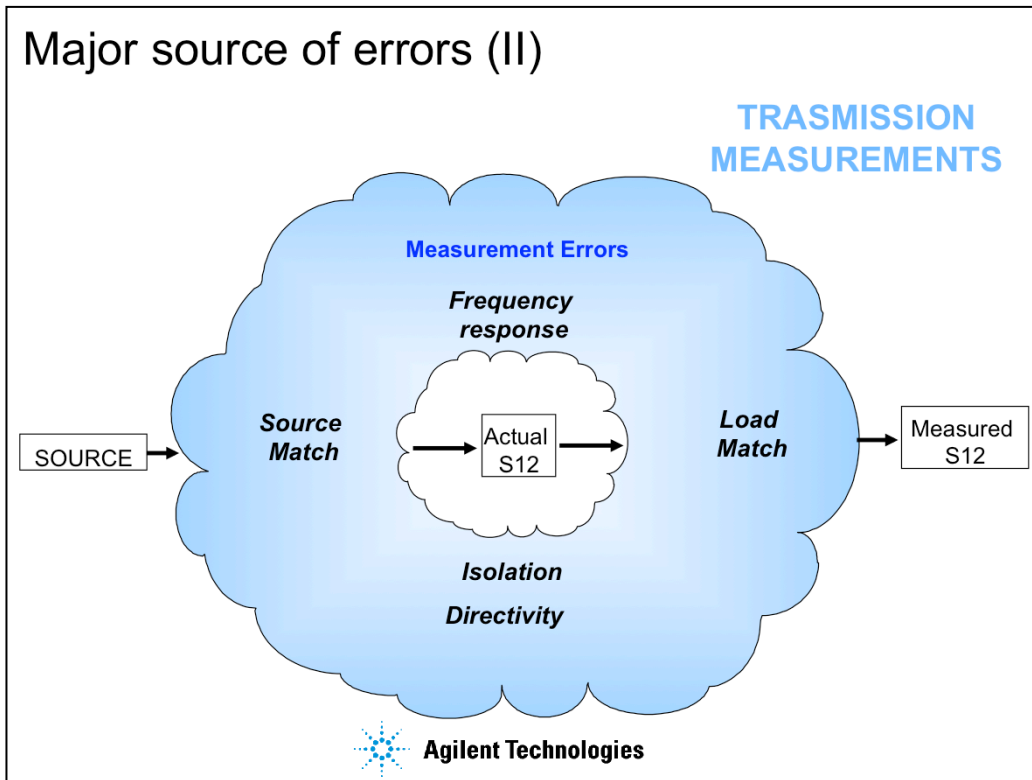 Major source of errors (II)
TRASMISSION
MEASUREMENTS
Measurement Errors
Frequency
response
Source
Match
Actual
S12
Load
Match
SOURCE
Measured
S12
Isolation
Directivity
Agilent Technologies